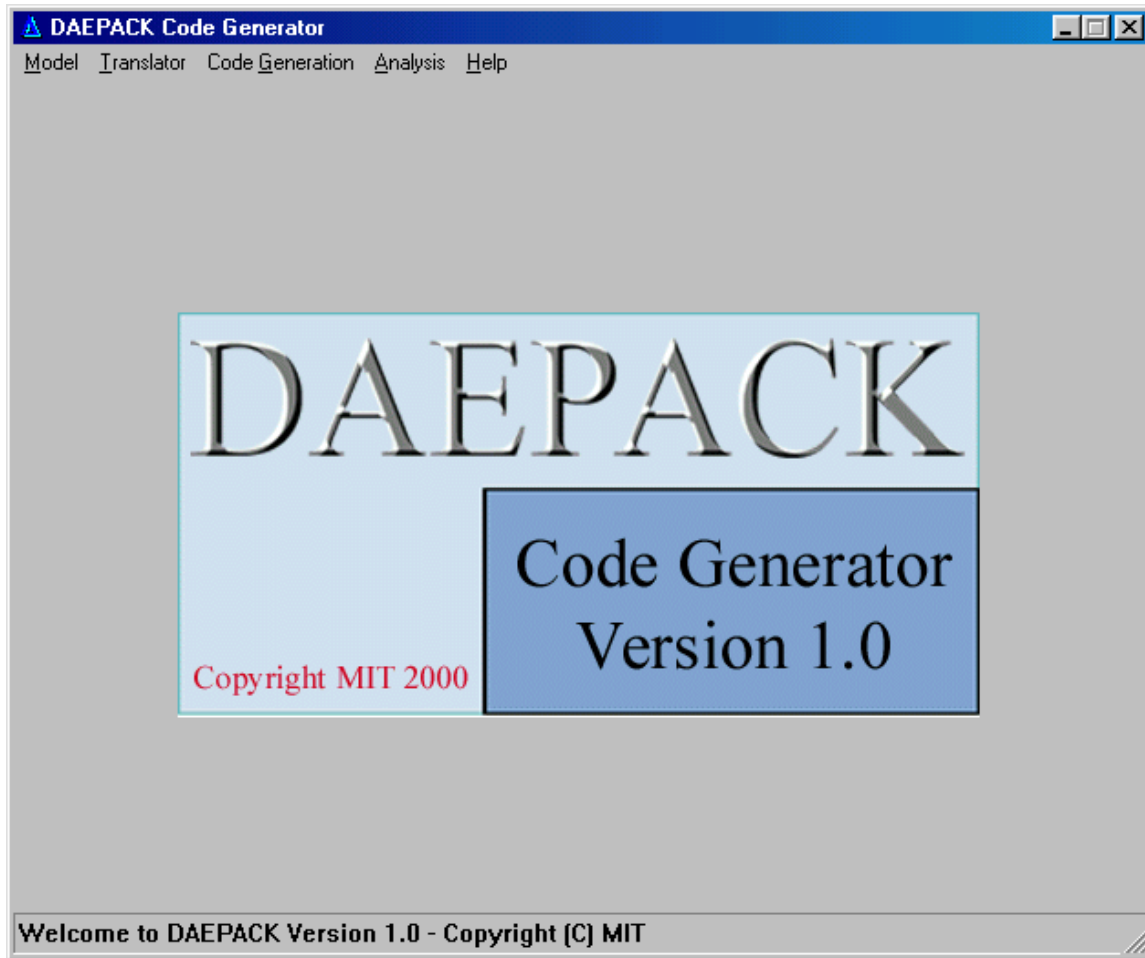 DAEPACK Code Generator
Model Translator Code Generation Analysis Help
DAEPACK
Code Generator
Version 1.0
Copyright MIT 2000
Welcome to DAEPACK Version 1.0 - Copyright (C) MIT